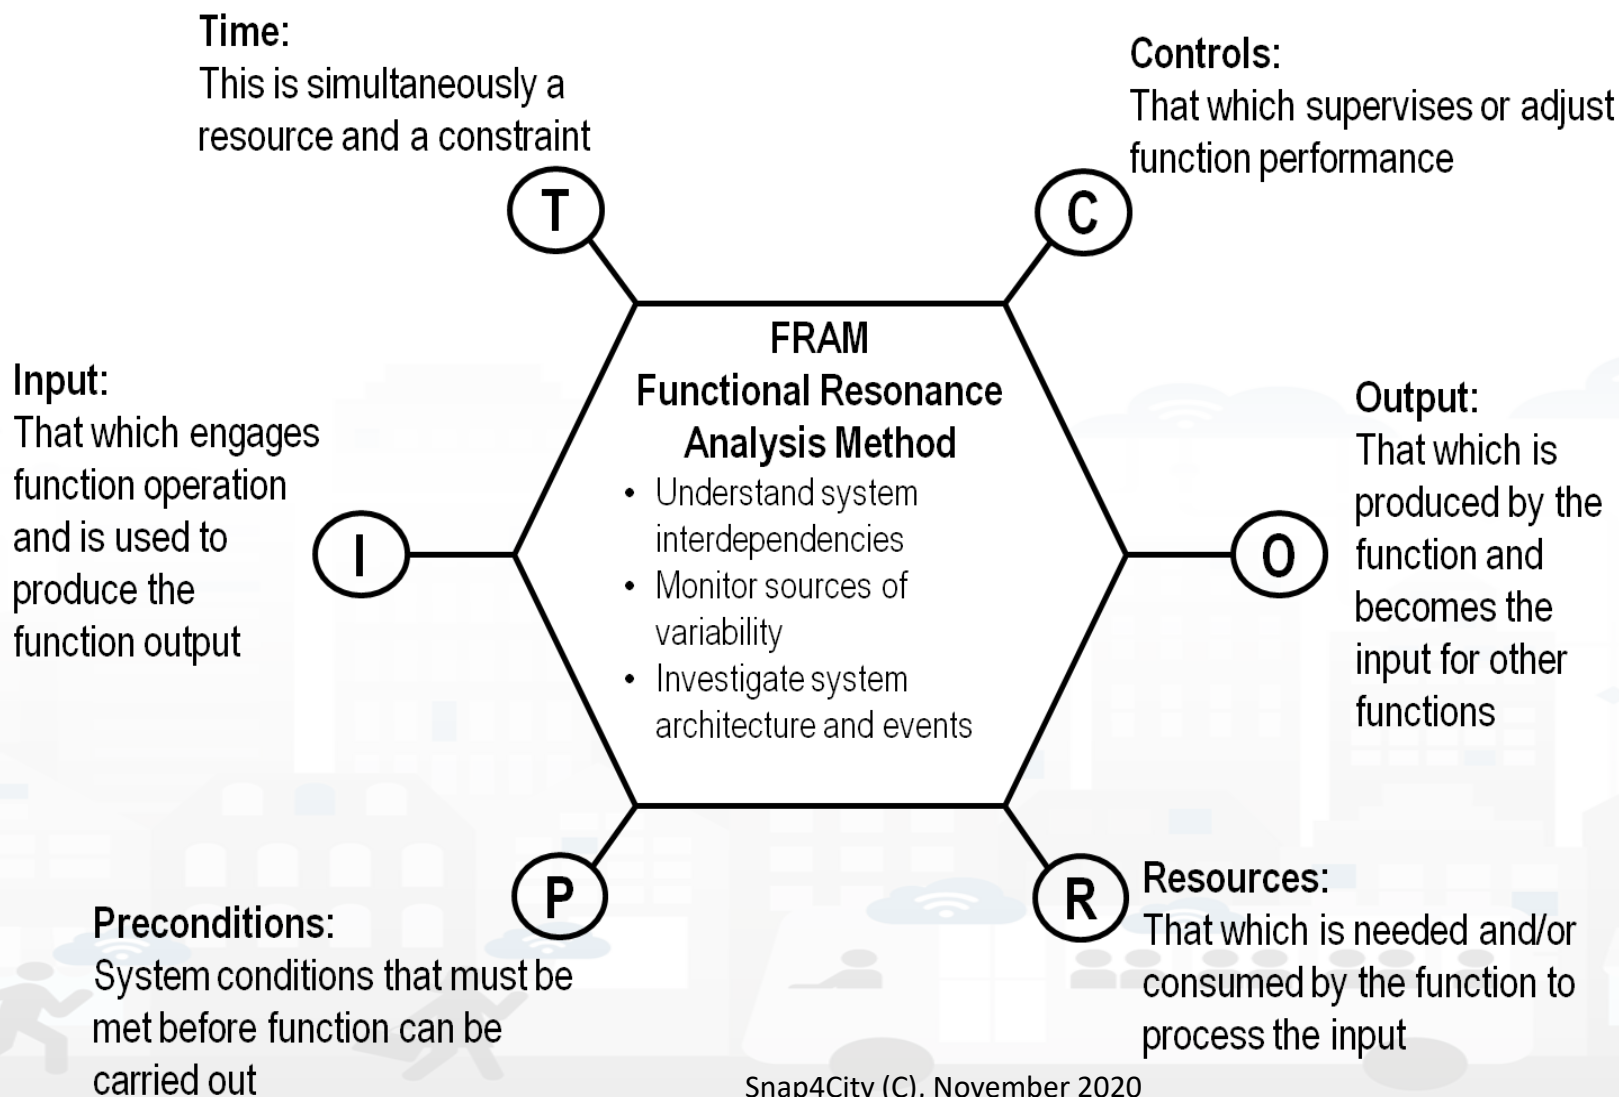 Time:
This is simultaneously a
resource and a constraint
Controls:
That which supervises or adjust
function performance
T
C
FRAM
Functional Resonance
Analysis Method
• Understand system
interdependencies
• Monitor sources of
variability
• Investigate system
architecture and events
Input:
That which engages
function operation
and is used to
produce the
function output
I
O
Output:
That which is
produced by the
function and
becomes the
input for other
functions
P
R
Preconditions:
System conditions that must be
met before function can be
carried out
Resources:
That which is needed and/or
consumed by the function to
process the input
Snap4City (C), November 2020